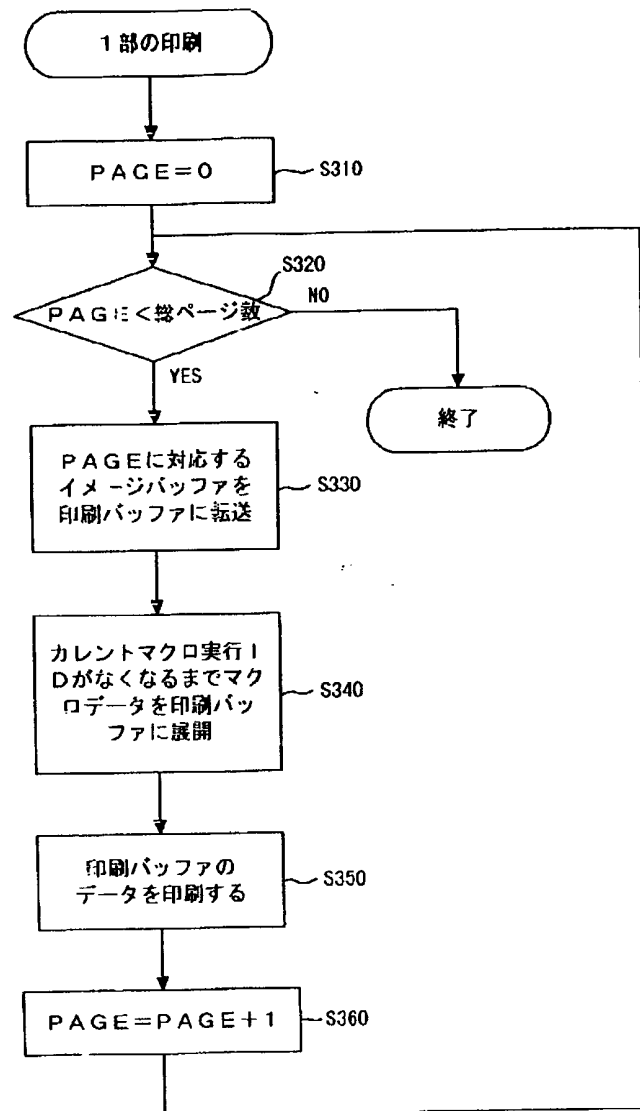 1部の印刷
PAGE=0
S310
S320
PAGE<総ページ数
NO
YES
終了
PAGEに対応する
イメージバッファを
印刷バッファに転送
S330
カレントマクロ実行I
Dがなくなるまでマク
ロデータを印刷バッ
ファに展開
S340
印刷バッファの
データを印刷する
S350
PAGE=PAGE+1
S360